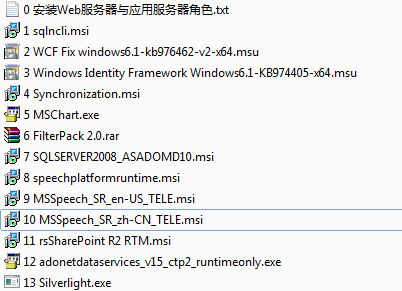 0 安装Web服务器与应用服务器角色.txt
1 sqlncli.msi
2 WCF Fix windows6.1-kb976462-v2-x64.msu
3 Windows Identity Framework Windows6.1-KB974405-x64.msu
4 Synchronization.msi
5 MSChart.exe
6 FilterPack 2.0.rar
7 SQLSERVER2008_ASADOMD10.msi
8 speechplatformruntime.msi
9 MSSpeech_SR_en-US_TELE.msi
10 MSSpeech_SR_zh-CN_TELE.msi
11 rsSharePoint R2 RTM.msi
12 adonetdataservices_v15_ctp2_runtimeonly.exe
13 Silverlight.exe